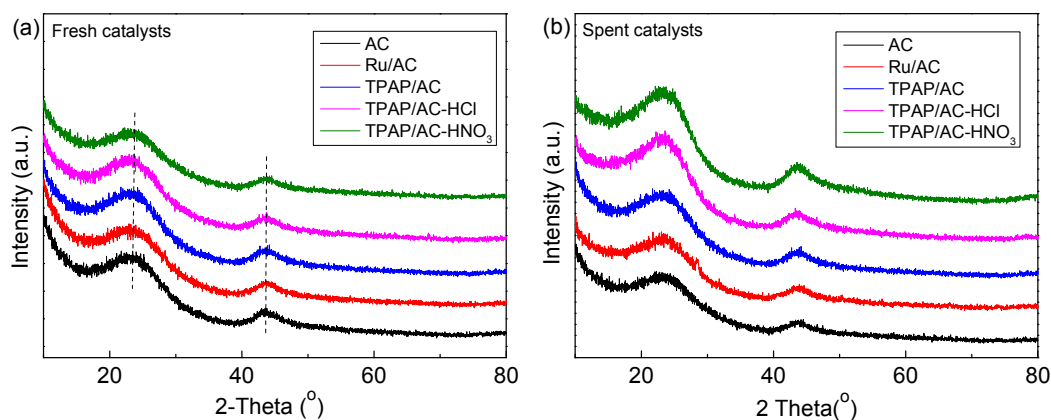 (a) Fresh catalysts
AC
Ru/AC
TPAP/AC
TPAP/AC-HCl
TPAP/AC-HNO₃
Intensity (a.u.)
20 40 60 80
2-Theta (°)
(b) Spent catalysts
AC
Ru/AC
TPAP/AC
TPAP/AC-HCl
TPAP/AC-HNO₃
Intensity (a.u.)
20 40 60 80
2 Theta(°)